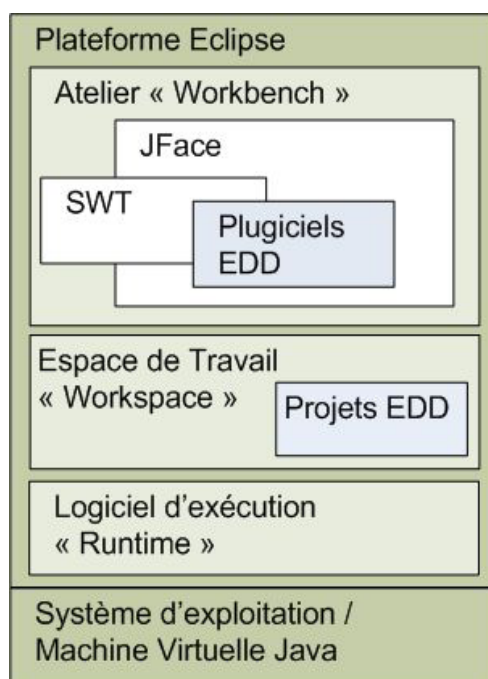 Plateforme Eclipse
Atelier « Workbench »
JFace
SWT
Plugiciels
EDD
Espace de Travail
« Workspace »
Projets EDD
Logiciel d'exécution
« Runtime »
Système d'exploitation /
Machine Virtuelle Java